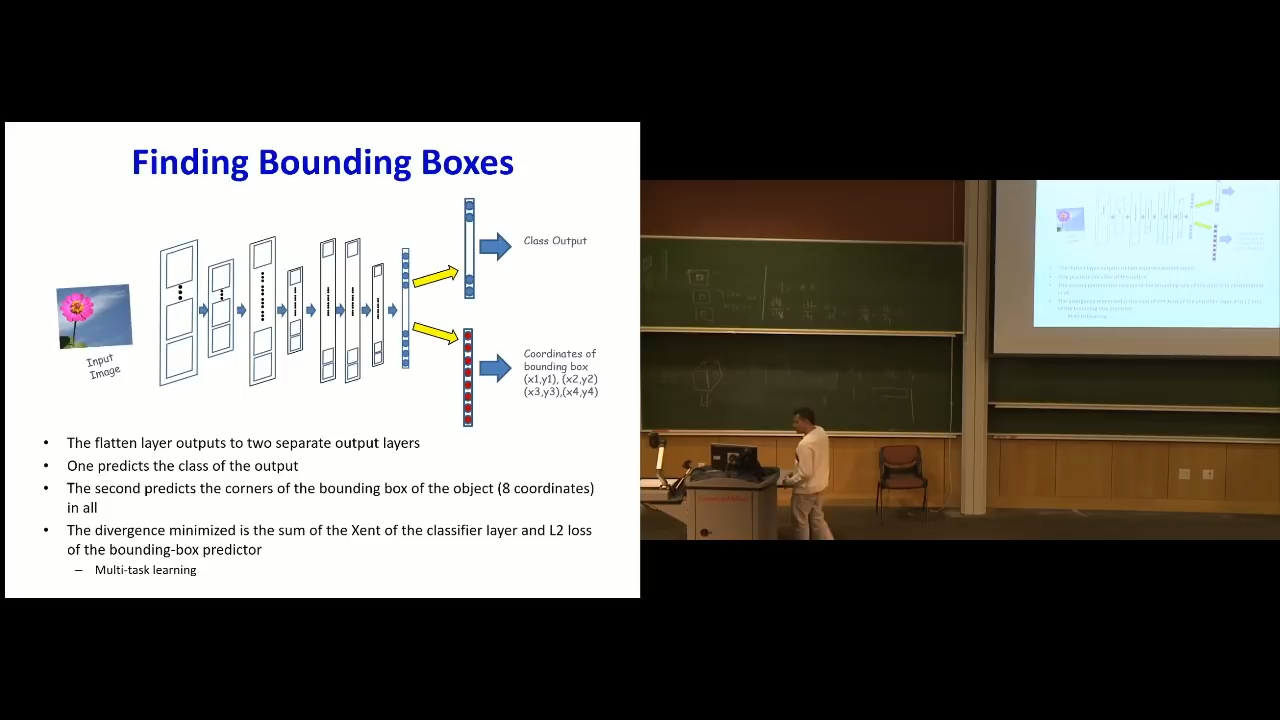 Finding Bounding Boxes
Input
Image
Class Output
Coordinates of
bounding box
(x1,y1), (x2,y2)
(x3,y3),(x4,y4)
• The flatten layer outputs to two separate output layers
• One predicts the class of the output
• The second predicts the corners of the bounding box of the object (8 coordinates)
in all
• The divergence minimized is the sum of the Xent of the classifier layer and L2 loss
of the bounding-box predictor
– Multi-task learning